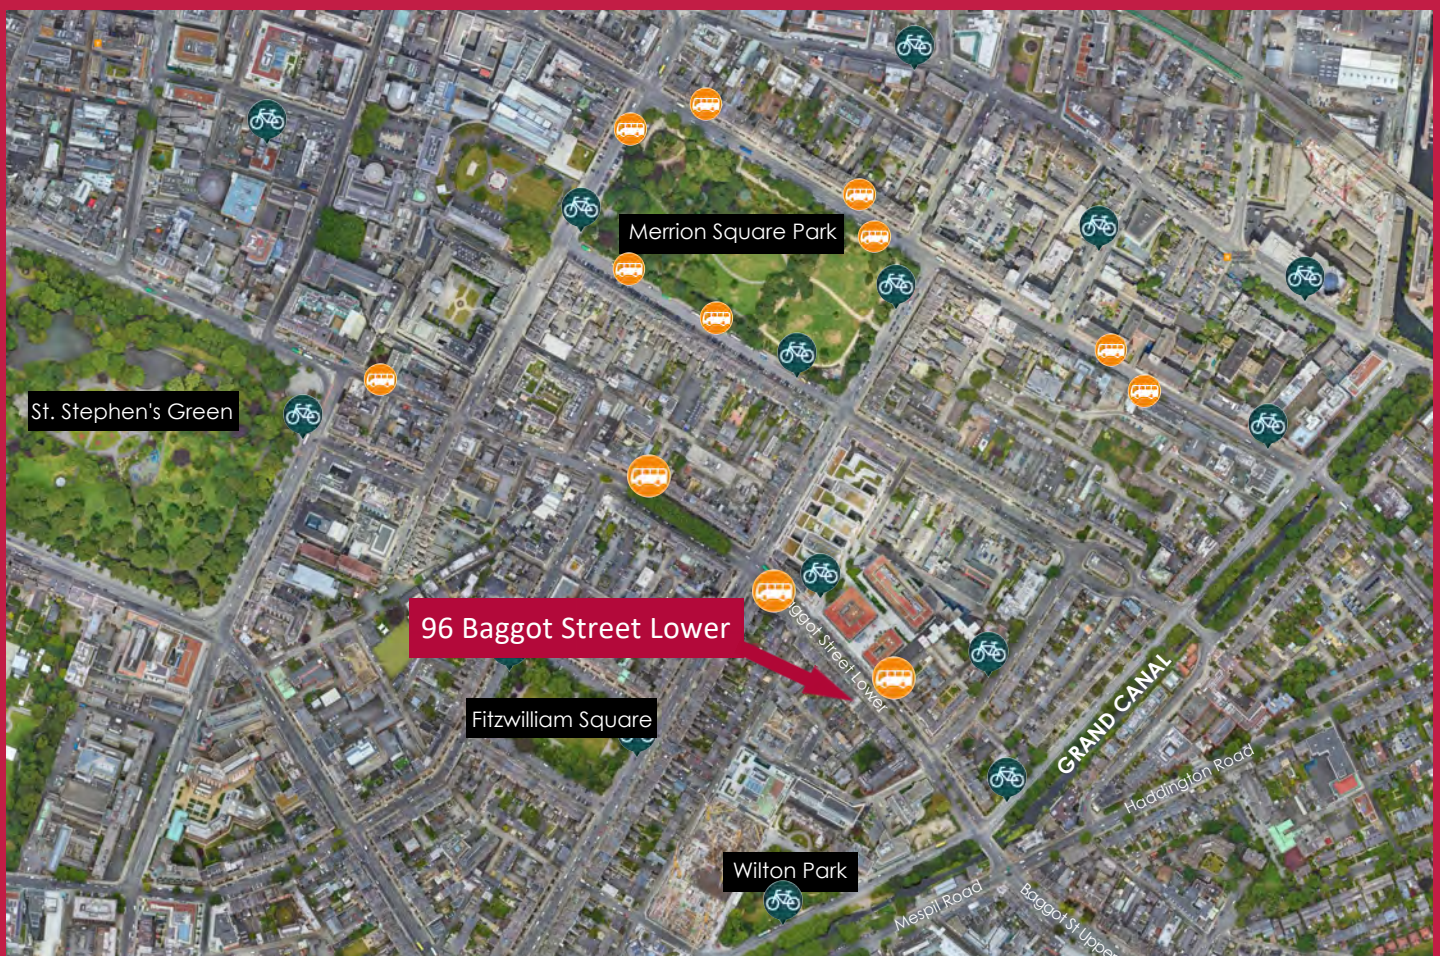 Merrion Square Park
St. Stephen's Green
96 Baggot Street Lower
aggot Street Lower
Fitzwilliam Square
GRAND CANAL
Haddington Road
Wilton Park
Mespil Road
Baggot St Upper